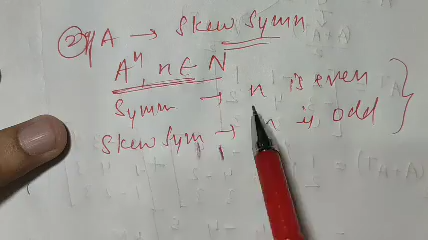 ② If A → Skew Symm
Aⁿ, n ∈ N
Symm → n is even
Skew Sym → n is odd